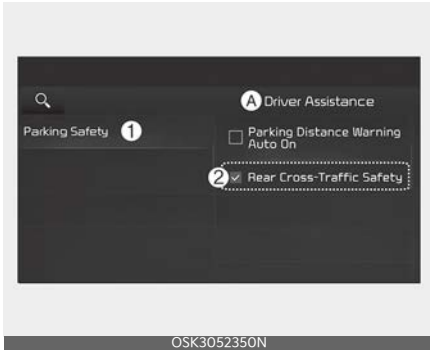 A Driver Assistance
Parking Safety 1
Parking Distance Warning
Auto On
2 Rear Cross-Traffic Safety
OSK3052350N